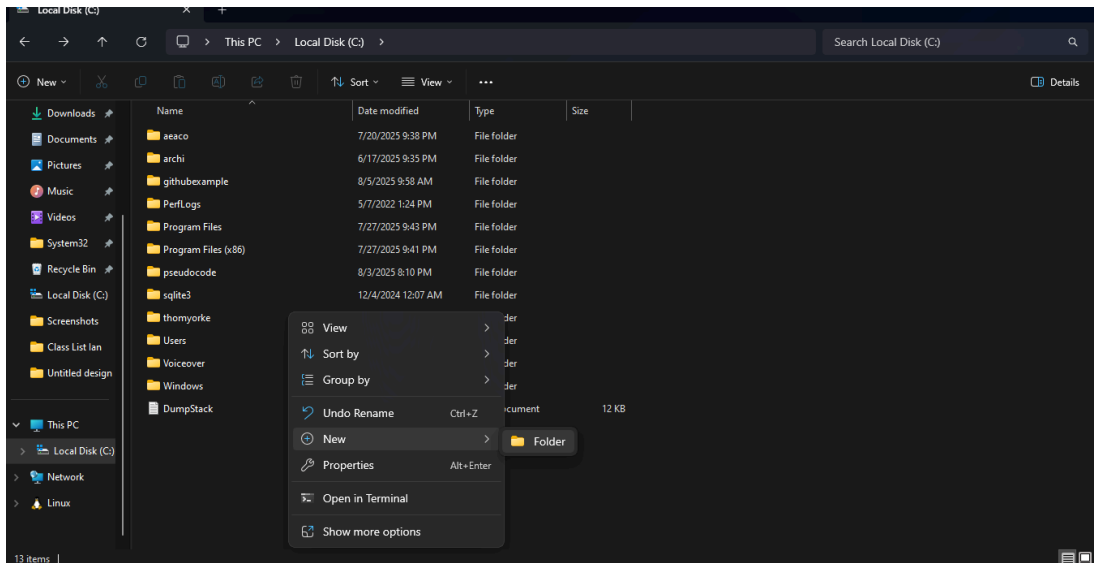 Local Disk (C:)
This PC > Local Disk (C:) >
Search Local Disk (C:)
New
Sort
View
Details
Downloads
Documents
Pictures
Music
Videos
System32
Recycle Bin
Local Disk (C:)
Screenshots
Class List Ian
Untitled design
This PC
Local Disk (C:)
Network
Linux
Name Date modified Type Size
aeaco 7/20/2025 9:38 PM File folder
archi 6/17/2025 9:35 PM File folder
githubexample 8/5/2025 9:58 AM File folder
PerfLogs 5/7/2022 1:24 PM File folder
Program Files 7/27/2025 9:43 PM File folder
Program Files (x86) 7/27/2025 9:41 PM File folder
pseudocode 8/3/2025 8:10 PM File folder
sqlite3 12/4/2024 12:07 AM File folder
thomyorke der
Users der
Voiceover der
Windows der
DumpStack ocument 12 KB
View
Sort by
Group by
Undo Rename Ctrl+Z
New
Folder
Properties Alt+Enter
Open in Terminal
Show more options
13 items